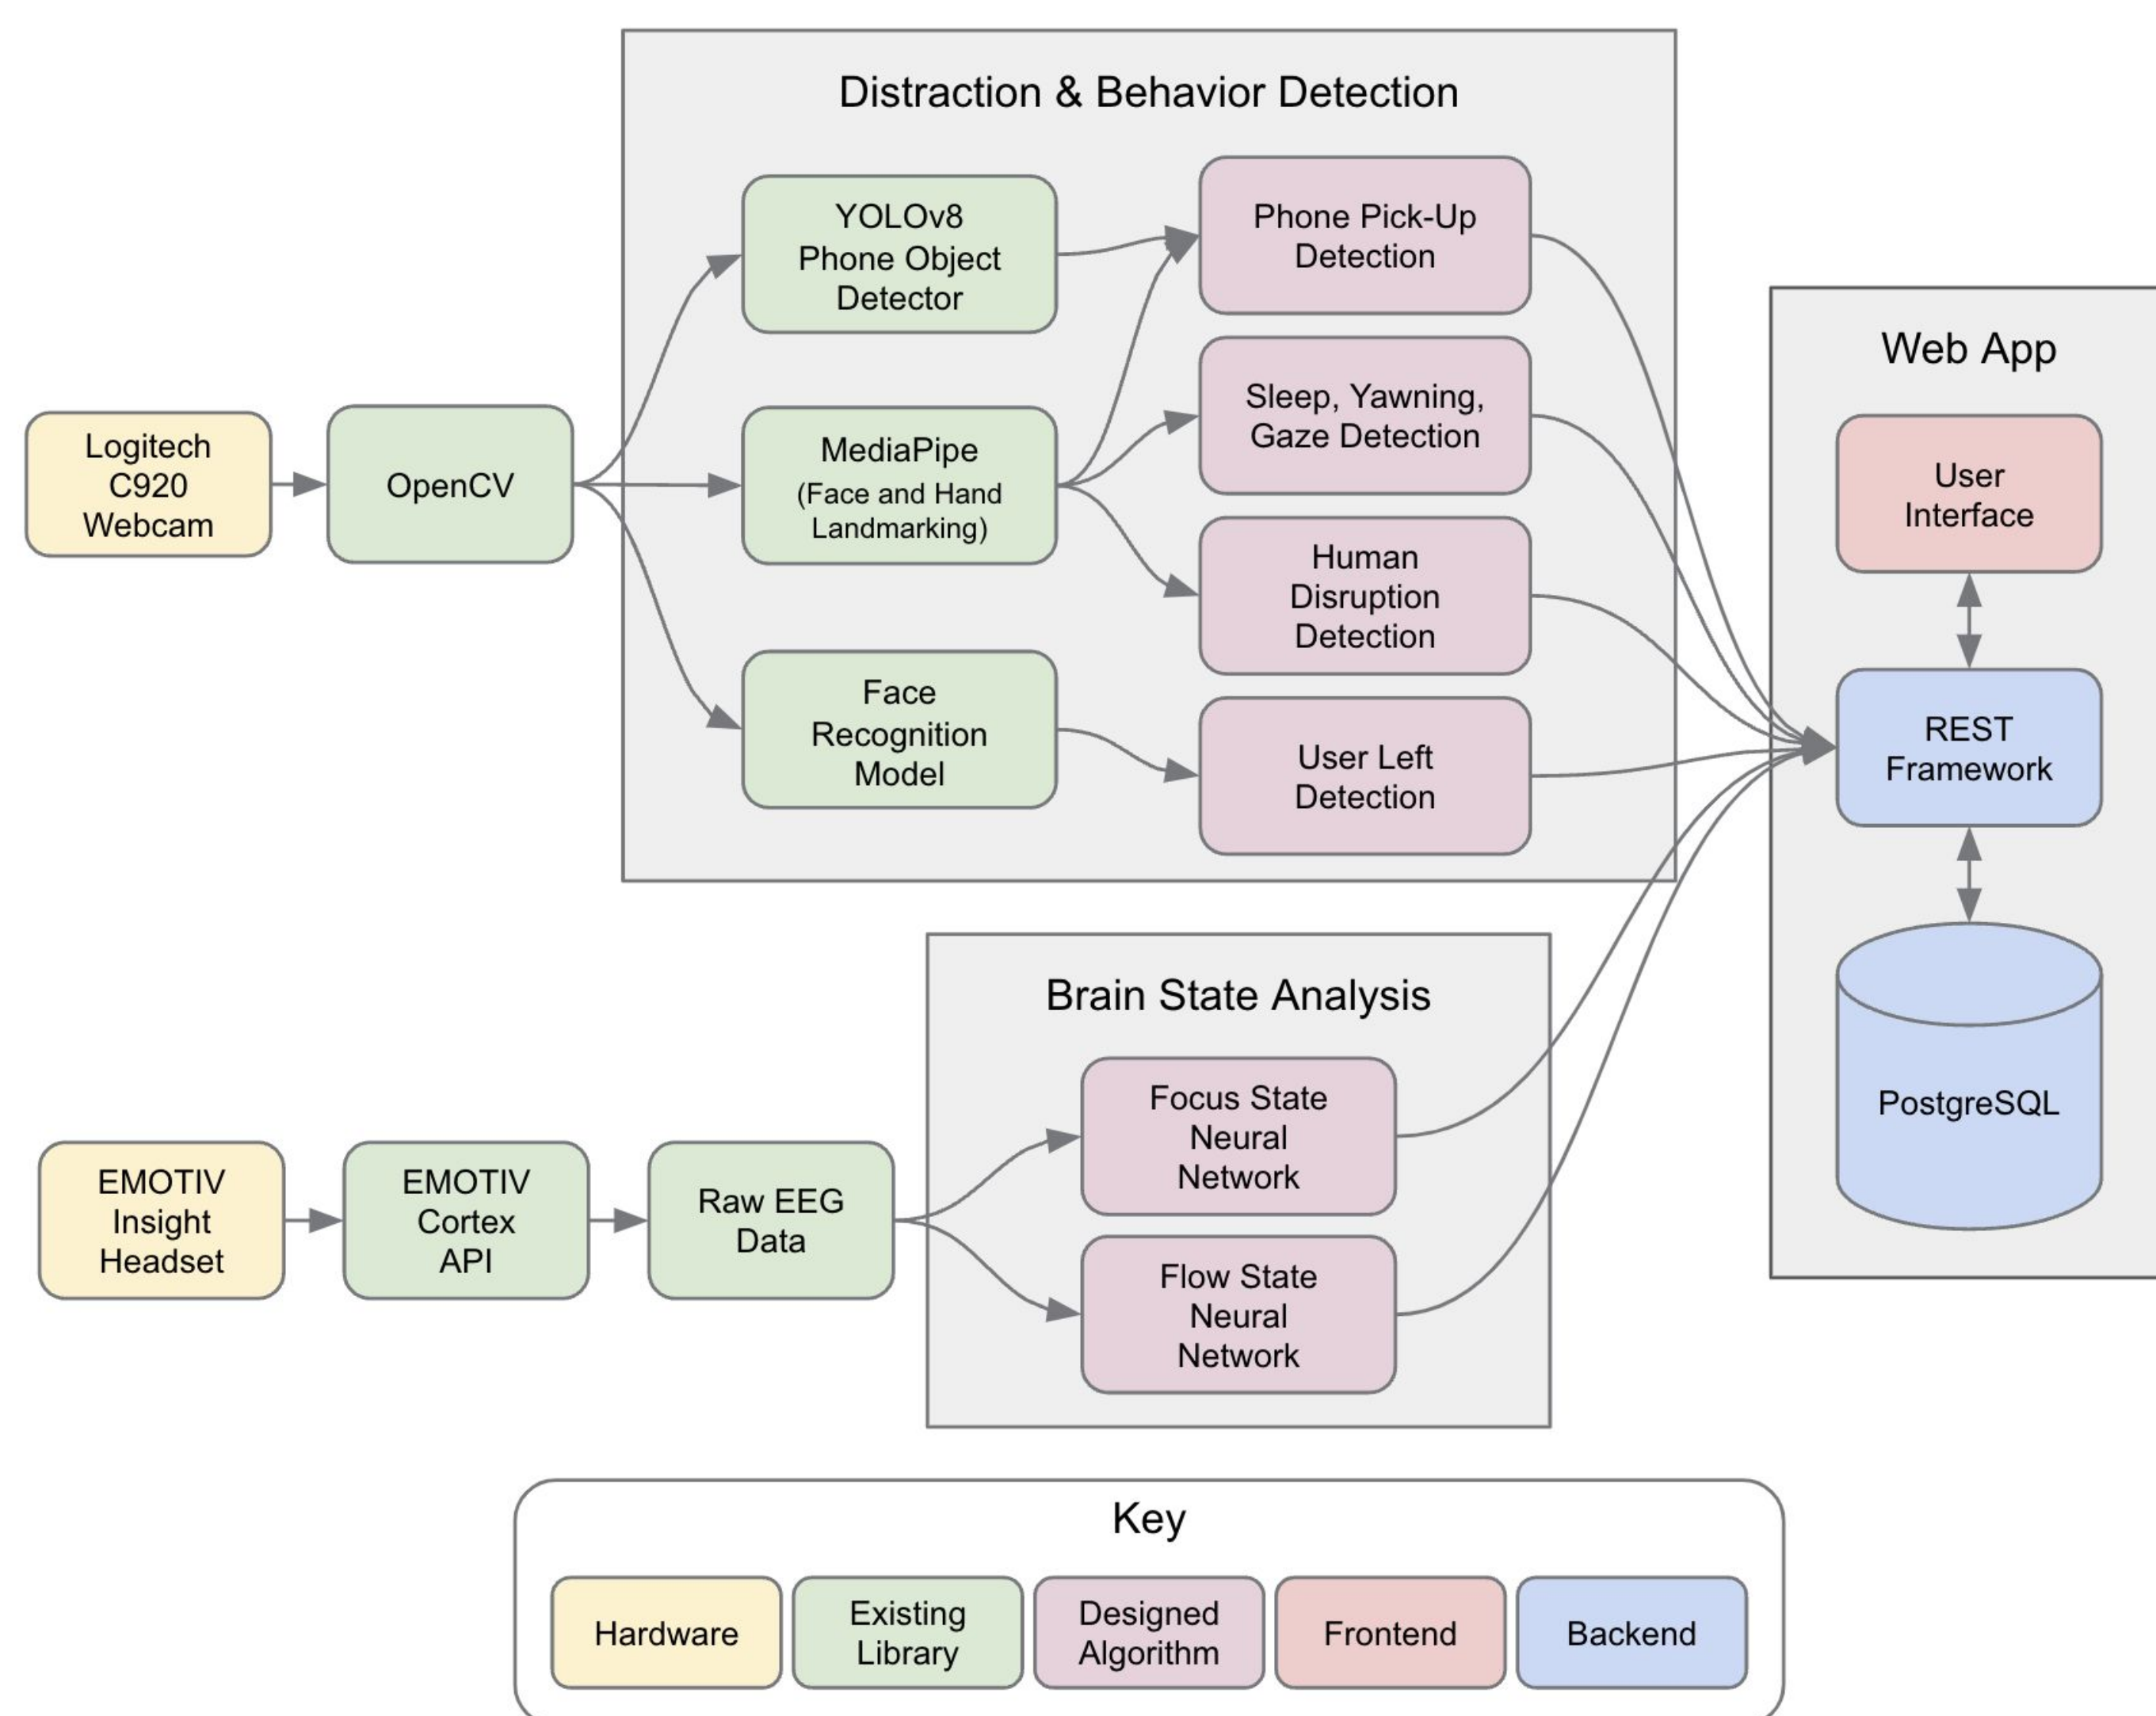 Distraction & Behavior Detection
YOLOv8
Phone Object
Detector
Phone Pick-Up
Detection
Logitech
C920
Webcam
OpenCV
MediaPipe
(Face and Hand
Landmarking)
Sleep, Yawning,
Gaze Detection
Human
Disruption
Detection
Face
Recognition
Model
User Left
Detection
Web App
User
Interface
REST
Framework
PostgreSQL
Brain State Analysis
EMOTIV
Insight
Headset
EMOTIV
Cortex
API
Raw EEG
Data
Focus State
Neural
Network
Flow State
Neural
Network
Key
Hardware
Existing
Library
Designed
Algorithm
Frontend
Backend